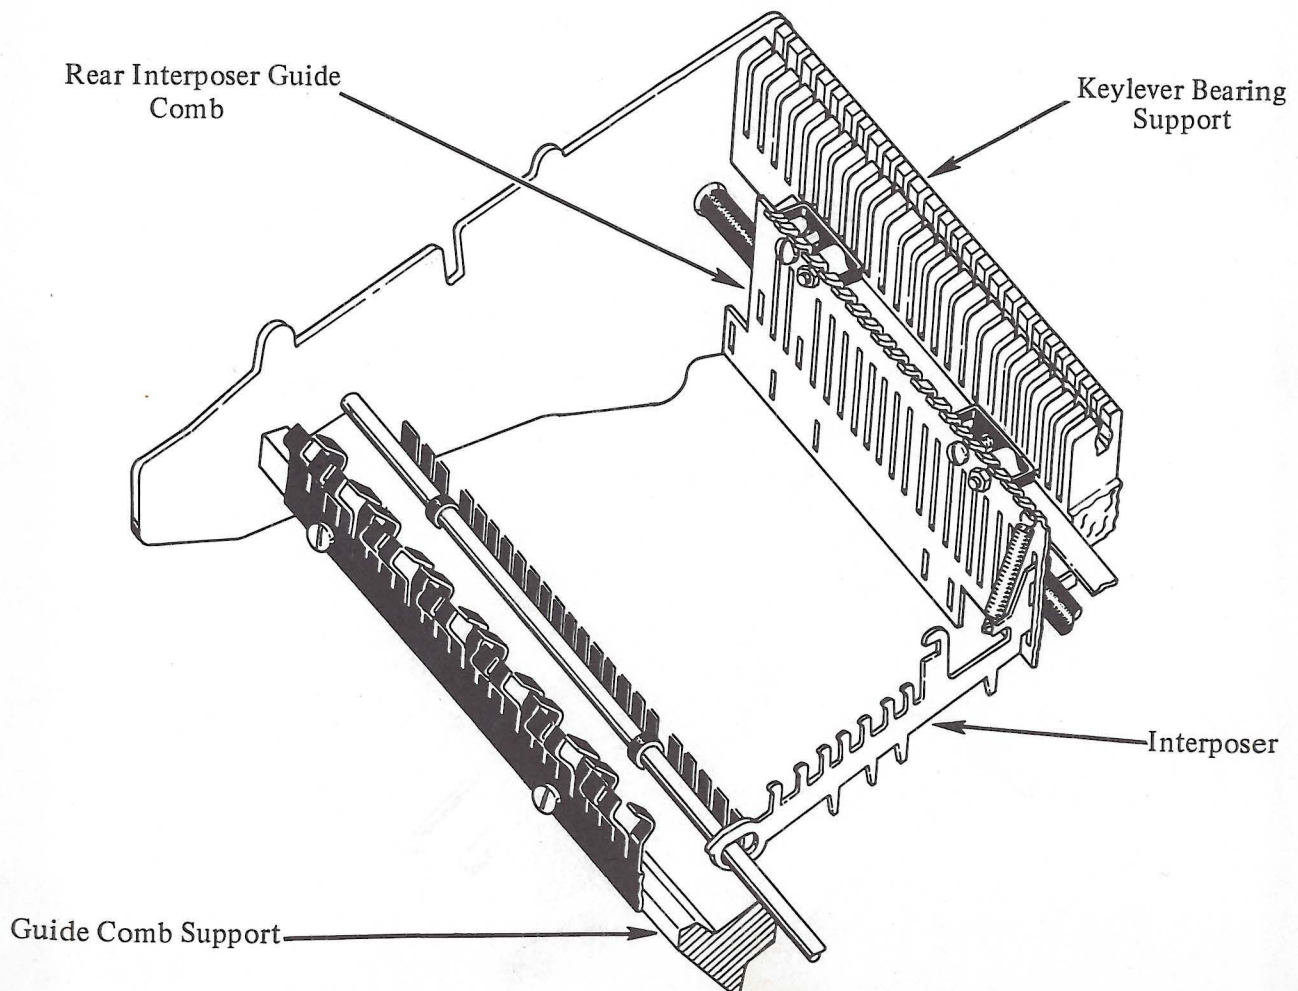 Rear Interposer Guide
Comb
Keylever Bearing
Support
Interposer
Guide Comb Support